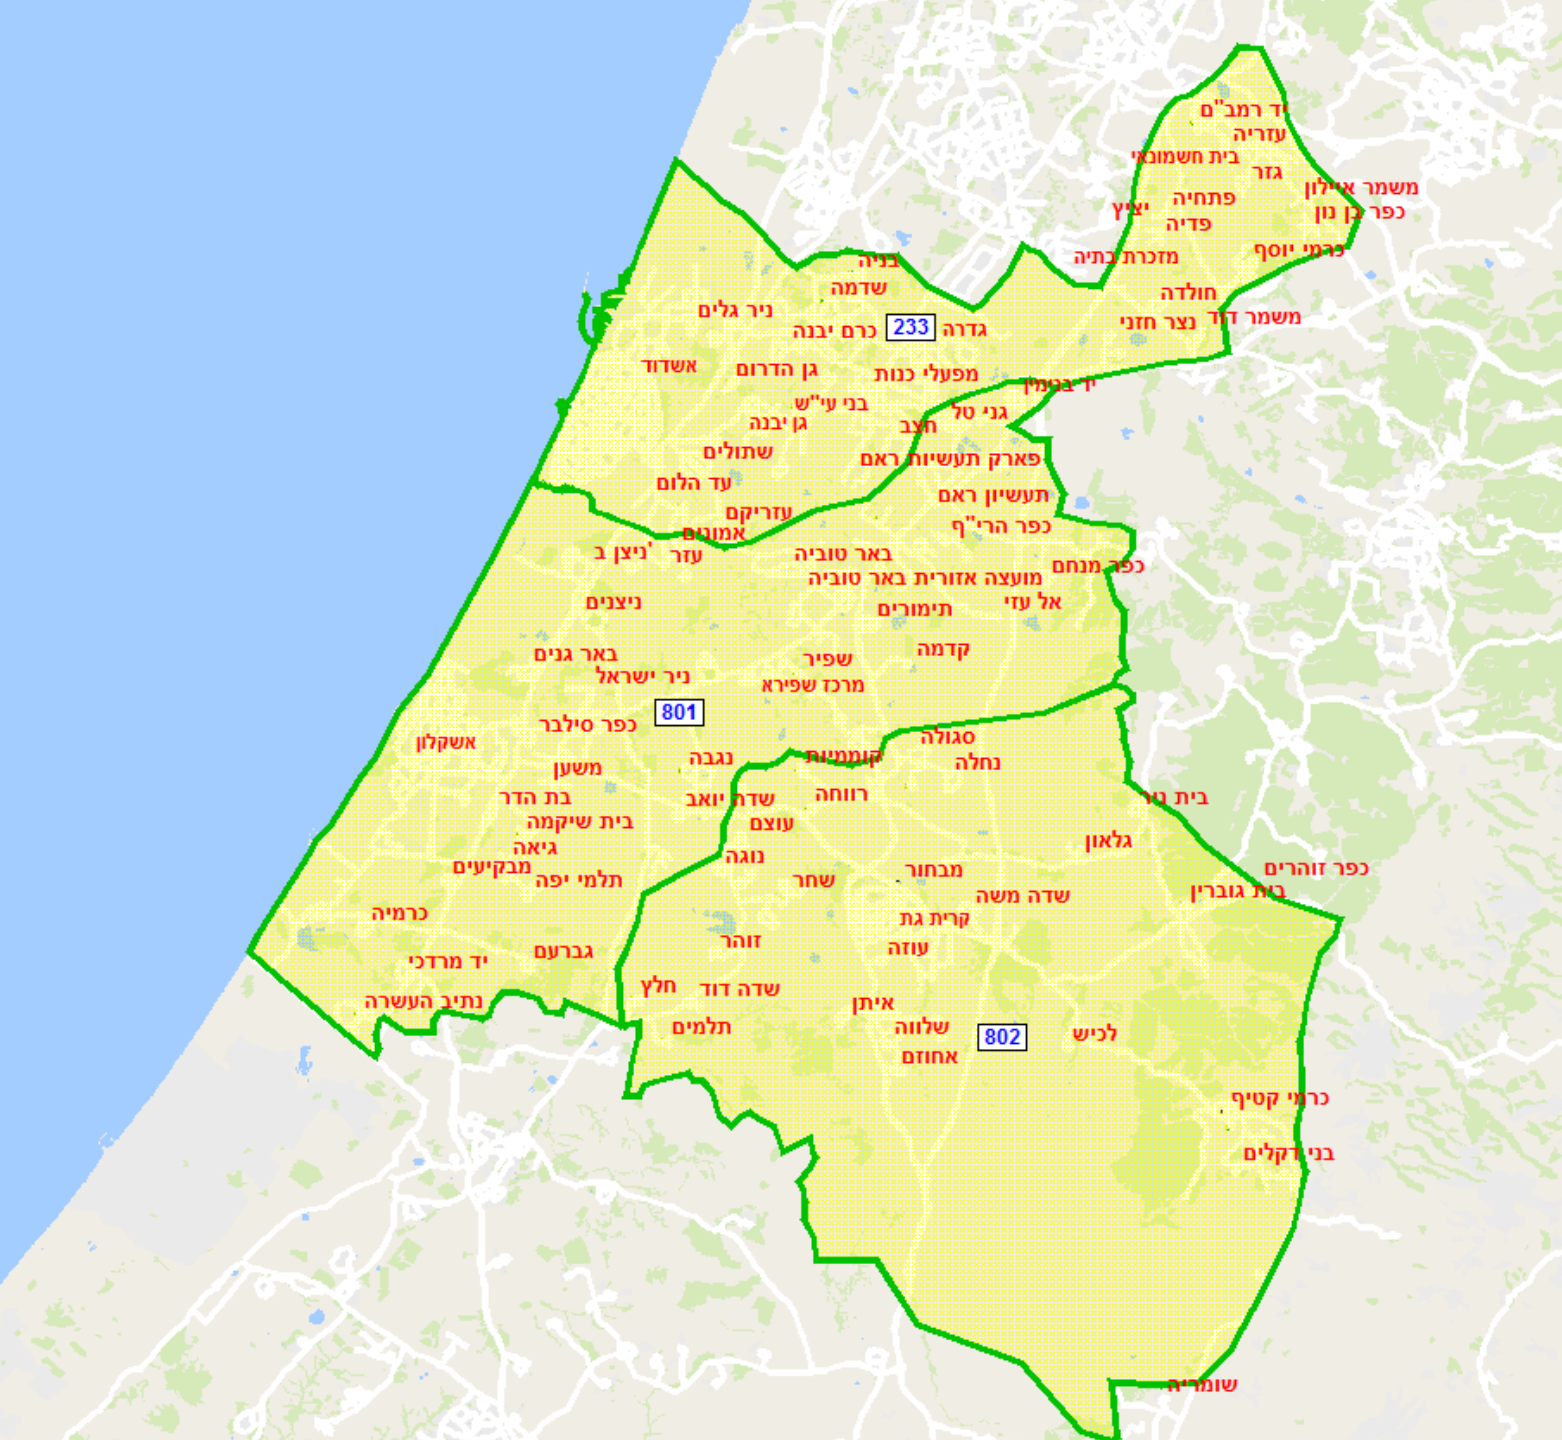 יד רמב"ם
עזריה
בית חשמונאי
גזר
משמר איילון
פתחיה
יציץ
כפר בן נון
פדיה
כרמי יוסף
מזכרת בתיה
בניה
שדמה
חולדה
ניר גלים
משמר דוד
נצר חזני
233
גדרה
כרם יבנה
אשדוד
גן הדרום
מפעלי כנות
יד בנימין
בני עי"ש
גני טל
גן יבנה
חצב
שתולים
פארק תעשיות ראם
עד הלום
תעשיון ראם
עזריקם
כפר הרי"ף
אמונים
ניצן ב'
עזר
באר טוביה
כפר מנחם
מועצה אזורית באר טוביה
ניצנים
תימורים
אל עזי
קדמה
באר גנים
שפיר
ניר ישראל
מרכז שפירא
801
כפר סילבר
סגולה
אשקלון
נגבה
קוממיות
נחלה
משען
בת הדר
שדה יואב
רווחה
בית ניר
בית שיקמה
עוצם
גיאה
גלאון
נוגה
מבקיעים
כפר זוהרים
מבחור
תלמי יפה
שחר
שדה משה
בית גוברין
כרמיה
קרית גת
זוהר
עוזה
גברעם
יד מרדכי
חלץ
שדה דוד
נתיב העשרה
איתן
תלמים
שלווה
802
לכיש
אחוזם
כרמי קטיף
בני דקלים
שומריה